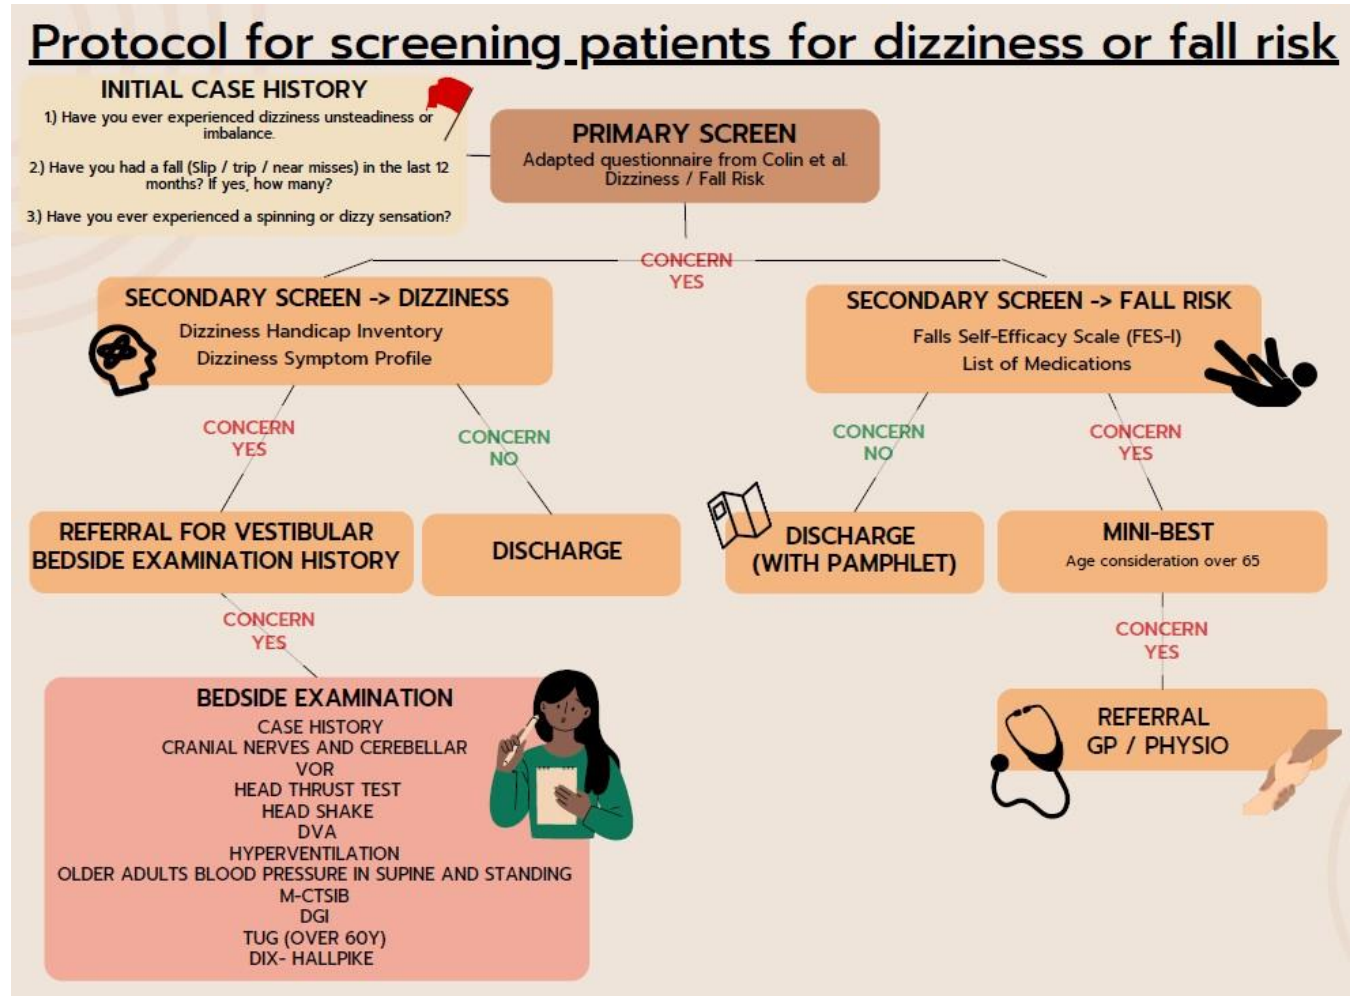 Protocol for screening patients for dizziness or fall risk
INITIAL CASE HISTORY
1.) Have you ever experienced dizziness unsteadiness or
imbalance.
2.) Have you had a fall (Slip / trip / near misses) in the last 12
months? If yes, how many?
3.) Have you ever experienced a spinning or dizzy sensation?
PRIMARY SCREEN
Adapted questionnaire from Colin et al.
Dizziness / Fall Risk
CONCERN
YES
SECONDARY SCREEN -> DIZZINESS
Dizziness Handicap Inventory
Dizziness Symptom Profile
SECONDARY SCREEN -> FALL RISK
Falls Self-Efficacy Scale (FES-I)
List of Medications
CONCERN
YES
CONCERN
NO
CONCERN
NO
CONCERN
YES
REFERRAL FOR VESTIBULAR
BEDSIDE EXAMINATION HISTORY
DISCHARGE
DISCHARGE
(WITH PAMPHLET)
MINI-BEST
Age consideration over 65
CONCERN
YES
CONCERN
YES
BEDSIDE EXAMINATION
CASE HISTORY
CRANIAL NERVES AND CEREBELLAR
VOR
HEAD THRUST TEST
HEAD SHAKE
DVA
HYPERVENTILATION
OLDER ADULTS BLOOD PRESSURE IN SUPINE AND STANDING
M-CTSIB
DGI
TUG (OVER 60Y)
DIX- HALLPIKE
REFERRAL
GP / PHYSIO